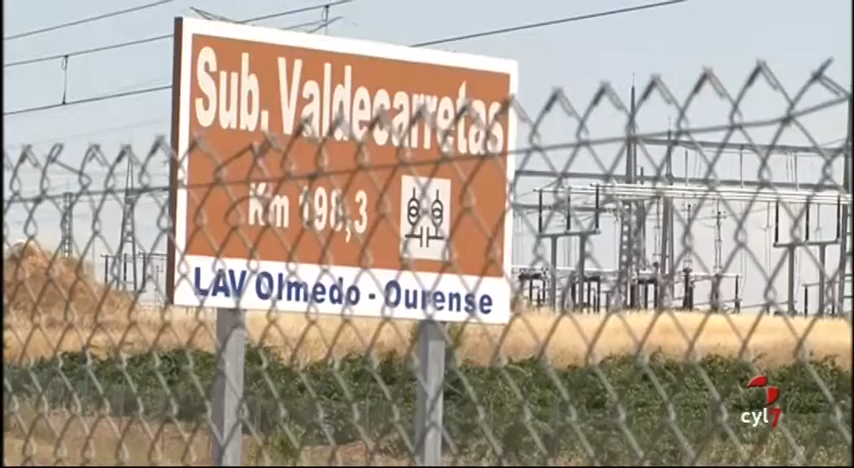 Sub. Valdecarretas
Km 198,3
LAV Olmedo - Ourense
cyl7